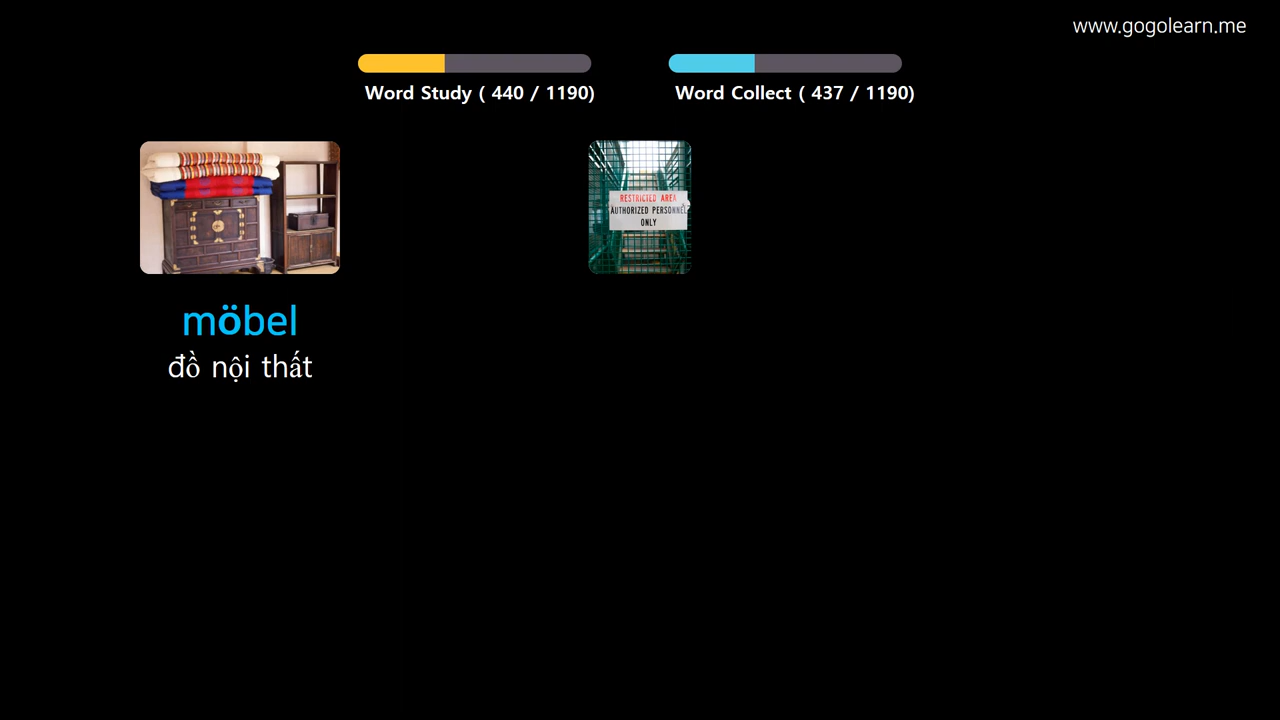 www.gogolearn.me
Word Study ( 440 / 1190)
Word Collect ( 437 / 1190)
RESTRICTED AREA
AUTHORIZED PERSONNEL
ONLY
möbel
đồ nội thất